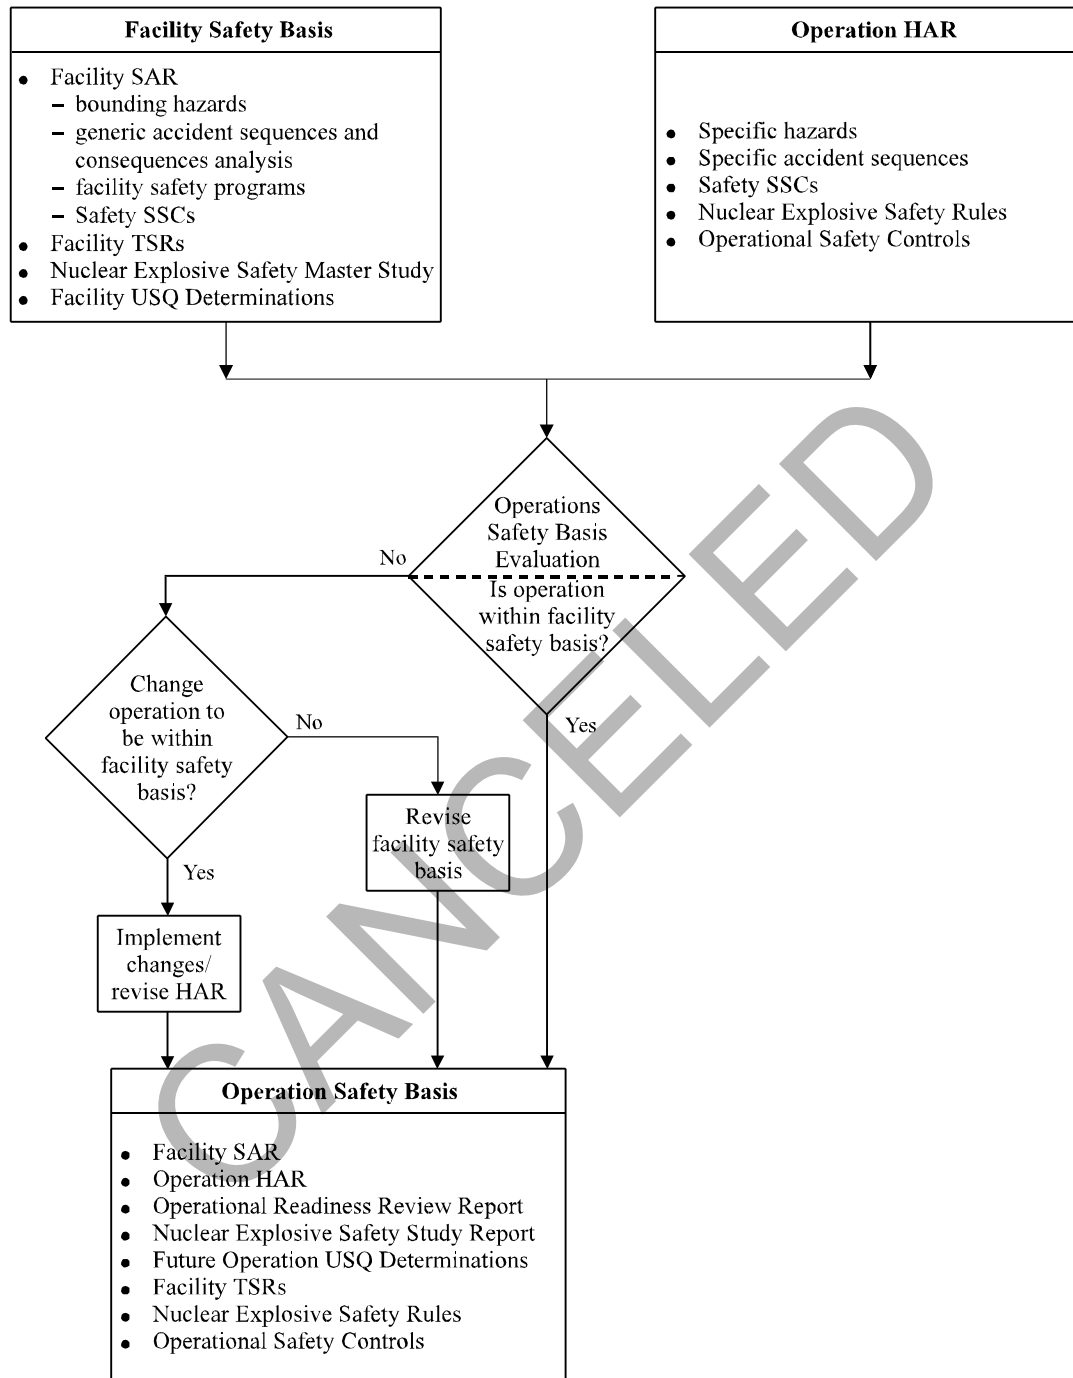 Facility Safety Basis
• Facility SAR
– bounding hazards
– generic accident sequences and
consequences analysis
– facility safety programs
– Safety SSCs
• Facility TSRs
• Nuclear Explosive Safety Master Study
• Facility USQ Determinations
Operation HAR
• Specific hazards
• Specific accident sequences
• Safety SSCs
• Nuclear Explosive Safety Rules
• Operational Safety Controls
Operations
Safety Basis
Evaluation
Is operation
within facility
safety basis?
No
Yes
Change
operation to
be within
facility safety
basis?
No
Yes
Revise
facility safety
basis
Implement
changes/
revise HAR
Operation Safety Basis
• Facility SAR
• Operation HAR
• Operational Readiness Review Report
• Nuclear Explosive Safety Study Report
• Future Operation USQ Determinations
• Facility TSRs
• Nuclear Explosive Safety Rules
• Operational Safety Controls
CANCELED